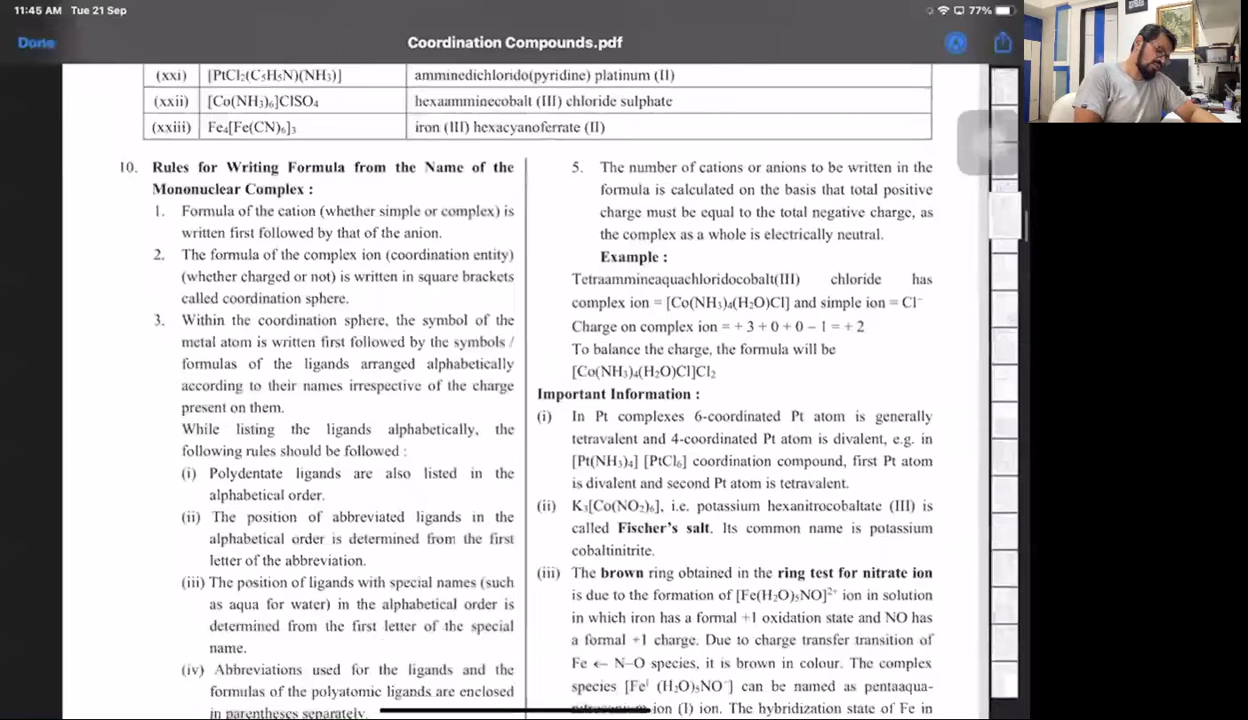 11:45 AM Tue 21 Sep
77%
Done
Coordination Compounds.pdf
(xxi) [PtCl₂(C₅H₅N)(NH₃)] amminedichlorido(pyridine) platinum (II)
(xxii) [Co(NH₃)₆]ClSO₄ hexaamminecobalt (III) chloride sulphate
(xxiii) Fe₄[Fe(CN)₆]₃ iron (III) hexacyanoferrate (II)
10. Rules for Writing Formula from the Name of the
Mononuclear Complex :
1. Formula of the cation (whether simple or complex) is
written first followed by that of the anion.
2. The formula of the complex ion (coordination entity)
(whether charged or not) is written in square brackets
called coordination sphere.
3. Within the coordination sphere, the symbol of the
metal atom is written first followed by the symbols /
formulas of the ligands arranged alphabetically
according to their names irrespective of the charge
present on them.
While listing the ligands alphabetically, the
following rules should be followed :
(i) Polydentate ligands are also listed in the
alphabetical order.
(ii) The position of abbreviated ligands in the
alphabetical order is determined from the first
letter of the abbreviation.
(iii) The position of ligands with special names (such
as aqua for water) in the alphabetical order is
determined from the first letter of the special
name.
(iv) Abbreviations used for the ligands and the
formulas of the polyatomic ligands are enclosed
in parentheses separately.
5. The number of cations or anions to be written in the
formula is calculated on the basis that total positive
charge must be equal to the total negative charge, as
the complex as a whole is electrically neutral.
Example :
Tetraammineaquachloridocobalt(III) chloride has
complex ion = [Co(NH₃)₄(H₂O)Cl] and simple ion = Cl⁻
Charge on complex ion = + 3 + 0 + 0 – 1 = + 2
To balance the charge, the formula will be
[Co(NH₃)₄(H₂O)Cl]Cl₂
Important Information :
(i) In Pt complexes 6-coordinated Pt atom is generally
tetravalent and 4-coordinated Pt atom is divalent, e.g. in
[Pt(NH₃)₄] [PtCl₆] coordination compound, first Pt atom
is divalent and second Pt atom is tetravalent.
(ii) K₃[Co(NO₂)₆], i.e. potassium hexanitrocobaltate (III) is
called Fischer's salt. Its common name is potassium
cobaltinitrite.
(iii) The brown ring obtained in the ring test for nitrate ion
is due to the formation of [Fe(H₂O)₅NO]²⁺ ion in solution
in which iron has a formal +1 oxidation state and NO has
a formal +1 charge. Due to charge transfer transition of
Fe ← N–O species, it is brown in colour. The complex
species [Feᴵ (H₂O)₅NO⁺] can be named as pentaaqua-
ion (I) ion. The hybridization state of Fe in